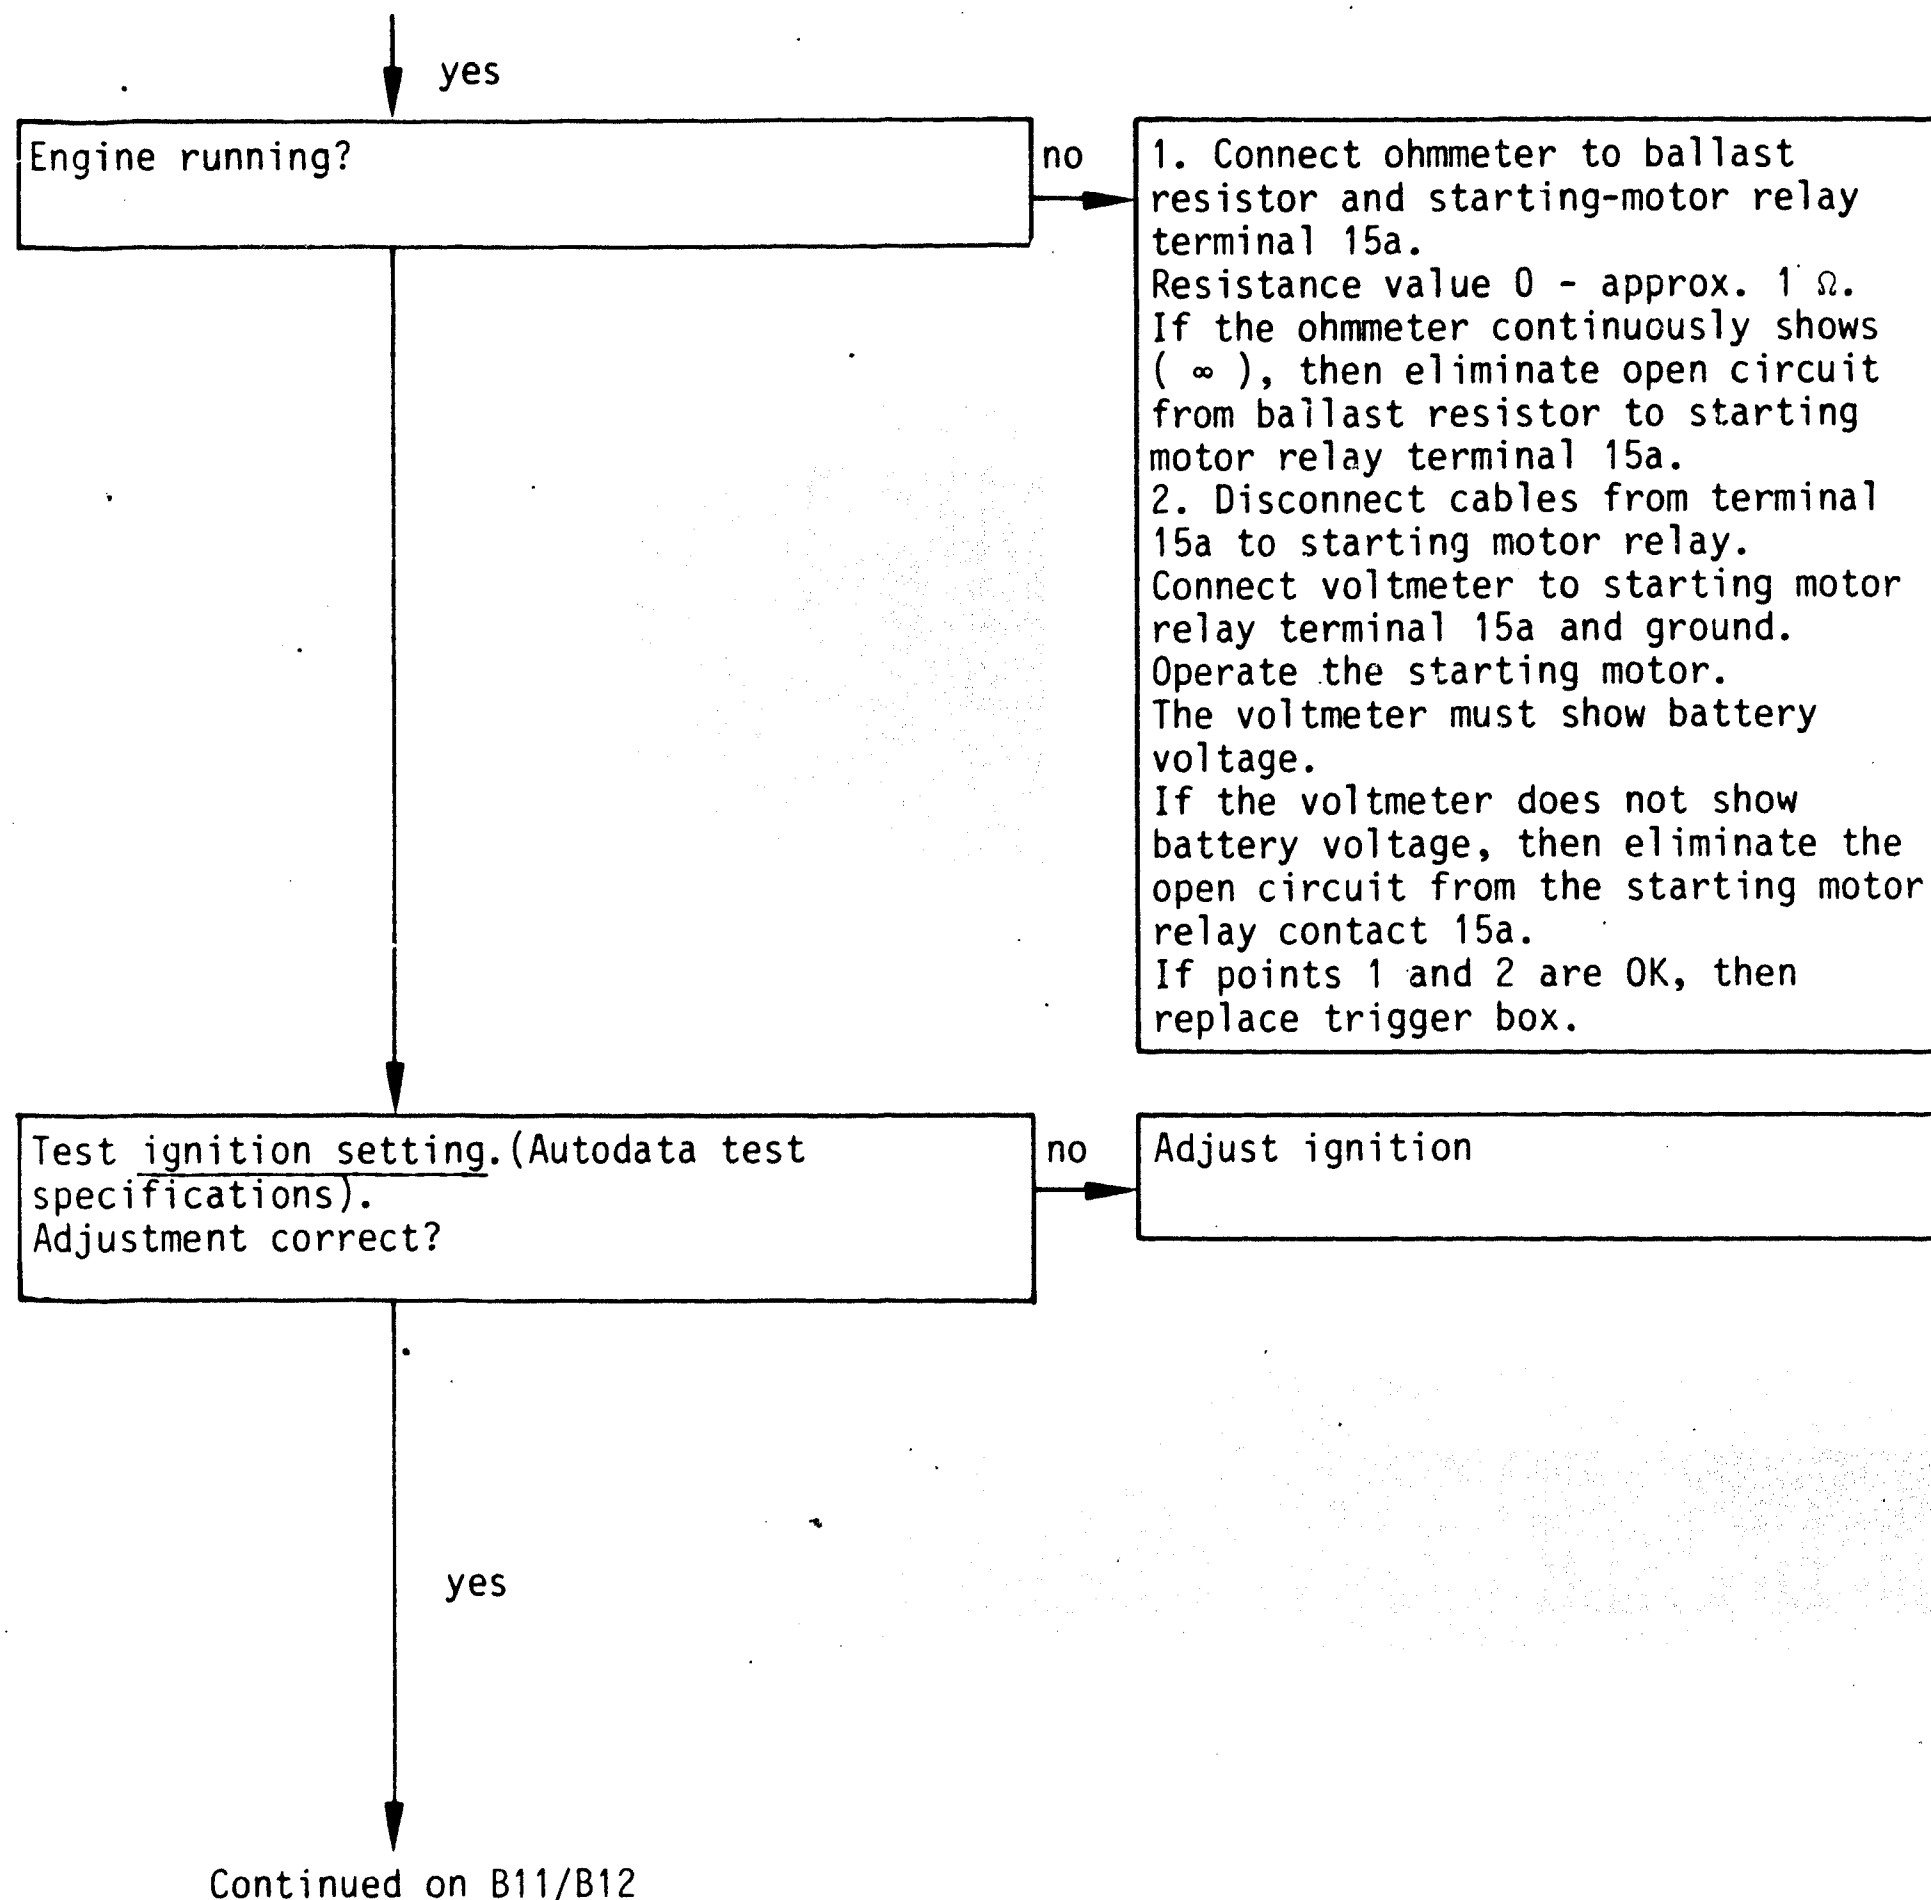 yes
Engine running?
no
1. Connect ohmmeter to ballast
resistor and starting-motor relay
terminal 15a.
Resistance value 0 - approx. 1 Ω.
If the ohmmeter continuously shows
( ∞ ), then eliminate open circuit
from ballast resistor to starting
motor relay terminal 15a.
2. Disconnect cables from terminal
15a to starting motor relay.
Connect voltmeter to starting motor
relay terminal 15a and ground.
Operate the starting motor.
The voltmeter must show battery
voltage.
If the voltmeter does not show
battery voltage, then eliminate the
open circuit from the starting motor
relay contact 15a.
If points 1 and 2 are OK, then
replace trigger box.
Test ignition setting.(Autodata test
specifications).
Adjustment correct?
no
Adjust ignition
yes
Continued on B11/B12